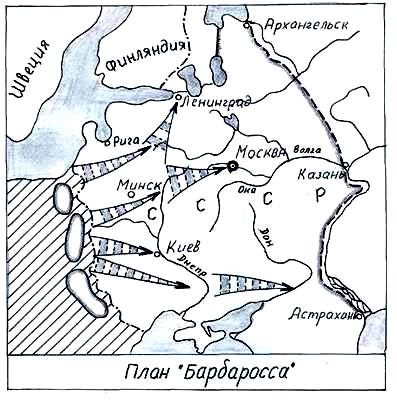 Архангельск
Швеция
Финляндия
Ленинград
Рига
Москва
Волга
Казань
Минск
Ока
С С С Р
Киев
Днепр
Дон
Астрахань
План "Барбаросса"